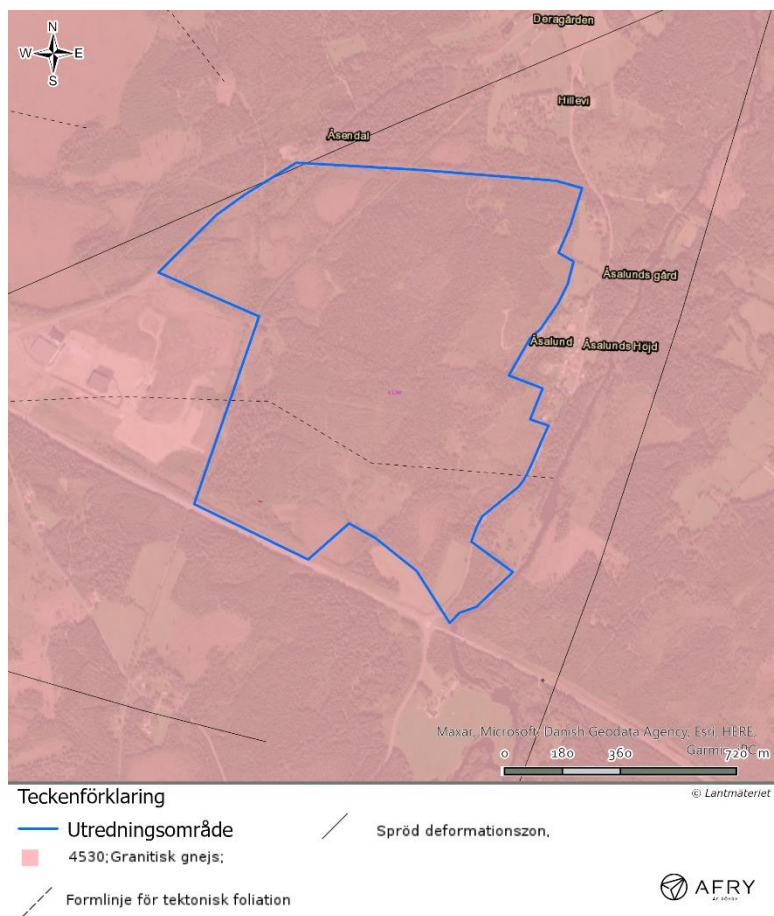 N
W E
S
Deragården
Hillevi
Åsendal
Åsalunds gård
Åsalund Åsalunds Höjd
Maxar, Microsoft, Danish Geodata Agency, Esri, HERE,
0 180 360 720 m
Teckenförklaring
© Lantmäteriet
Utredningsområde
Spröd deformationszon,
4530;Granitisk gnejs;
Formlinje för tektonisk foliation
AFRY